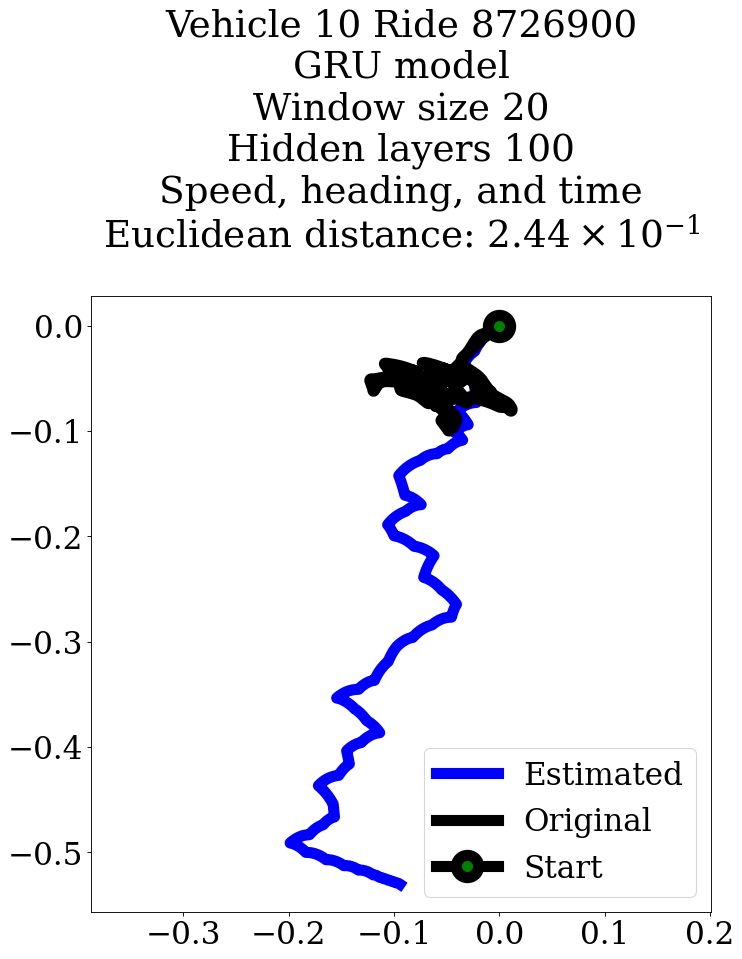 Vehicle 10 Ride 8726900
GRU model
Window size 20
Hidden layers 100
Speed, heading, and time
Euclidean distance: 2.44 × 10⁻¹
0.0
−0.1
−0.2
−0.3
−0.4
−0.5
Estimated
Original
Start
−0.3 −0.2 −0.1 0.0 0.1 0.2